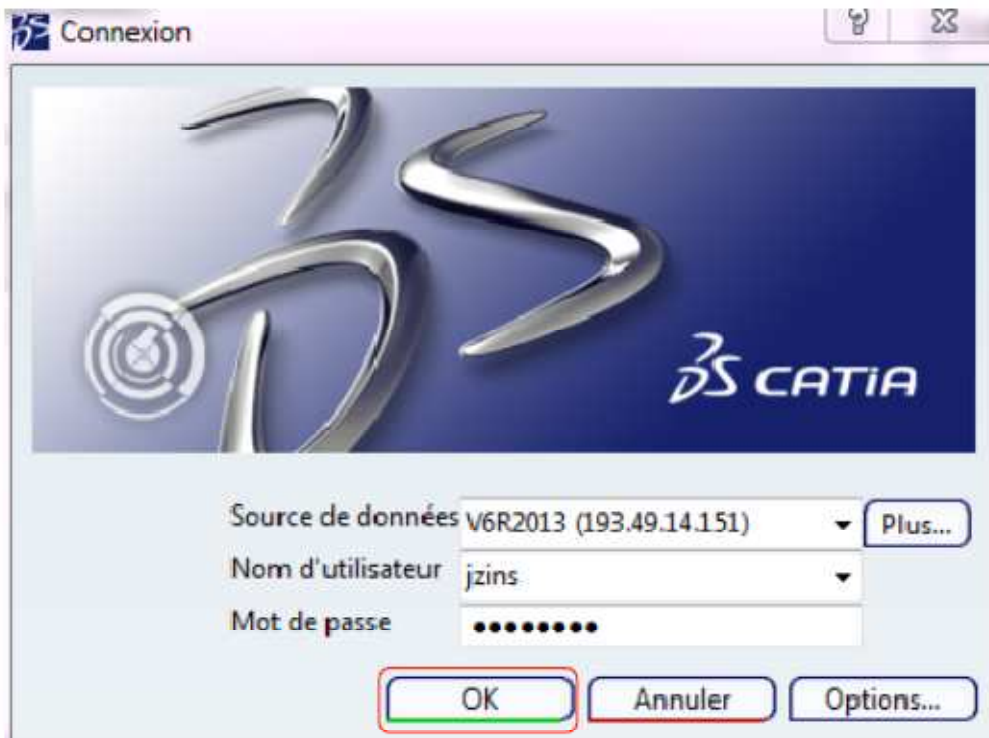 Connexion
CATIA
Source de données V6R2013 (193.49.14.151) Plus...
Nom d'utilisateur jzins
Mot de passe ●●●●●●●●
OK Annuler Options...